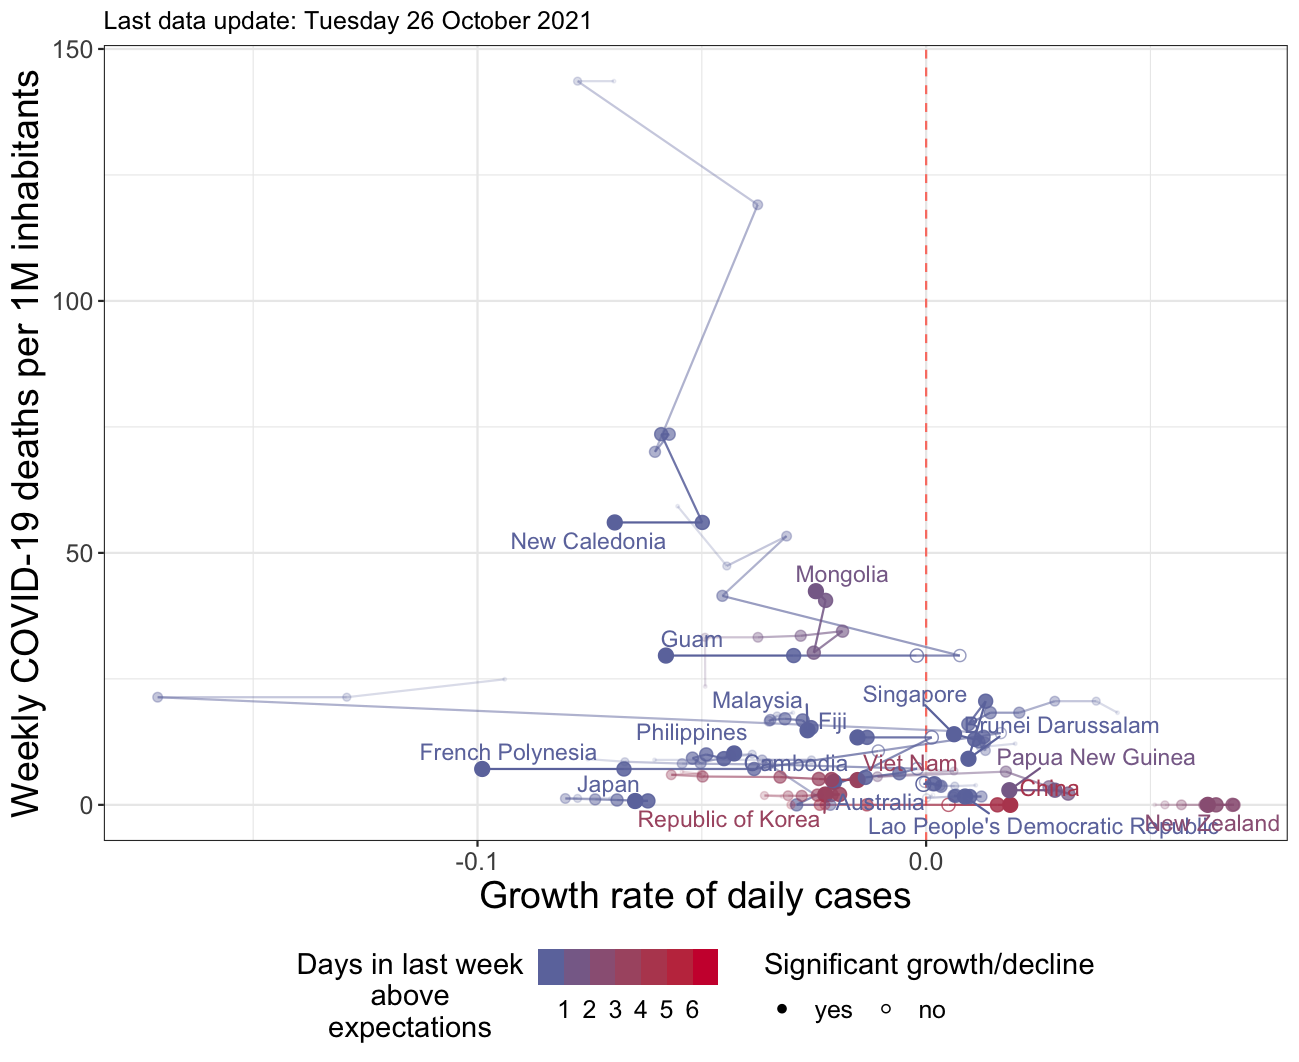 Last data update: Tuesday 26 October 2021
Weekly COVID-19 deaths per 1M inhabitants
150
100
50
0
New Caledonia
Mongolia
Guam
Malaysia
Singapore
Fiji
Brunei Darussalam
Philippines
French Polynesia
Cambodia
Viet Nam
Papua New Guinea
Japan
China
Australia
Republic of Korea
Lao People's Democratic Republic
New Zealand
-0.1
0.0
Growth rate of daily cases
Days in last week
above
expectations
1 2 3 4 5 6
Significant growth/decline
yes
no